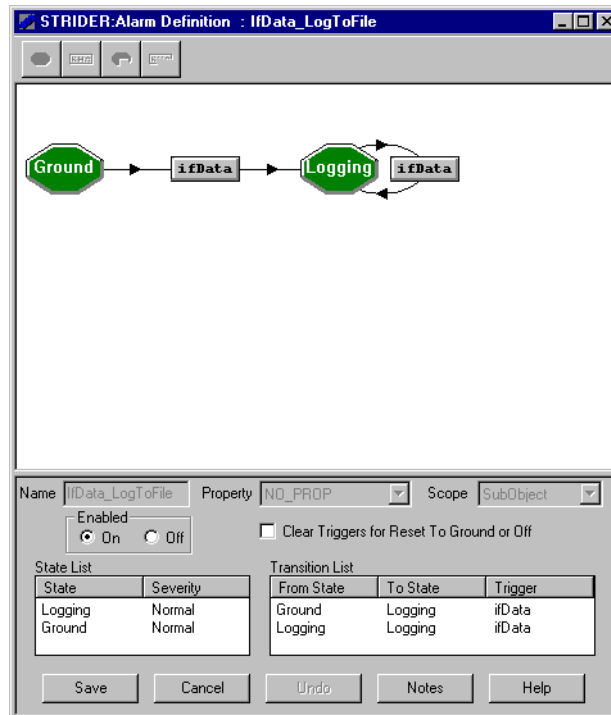 STRIDER:Alarm Definition : IfData_LogToFile
Ground ifData Logging ifData
Name IfData_LogToFile Property NO_PROP Scope SubObject
Enabled
On Off Clear Triggers for Reset To Ground or Off
State List Transition List
State Severity From State To State Trigger
Logging Normal Ground Logging ifData
Ground Normal Logging Logging ifData
Save Cancel Undo Notes Help